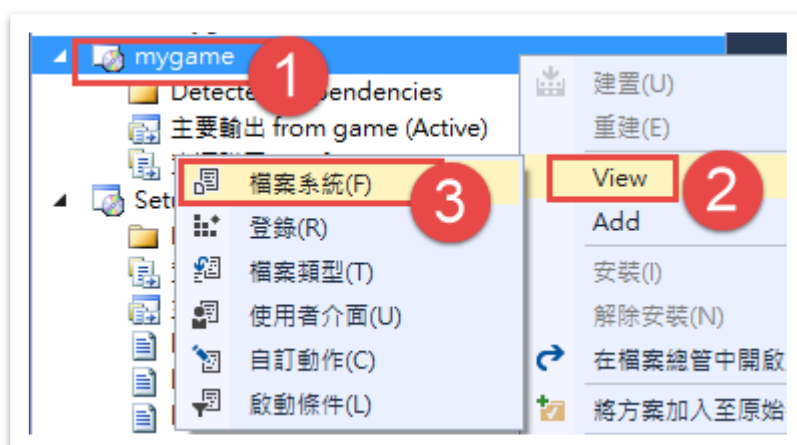 mygame
1
建置(U)
Detecte
endencies
主要輸出 from game (Active)
重建(E)
檔案系統(F)
3
View
2
Set
登錄(R)
Add
檔案類型(T)
安裝(I)
使用者介面(U)
解除安裝(N)
自訂動作(C)
在檔案總管中開啟
啟動條件(L)
將方案加入至原始